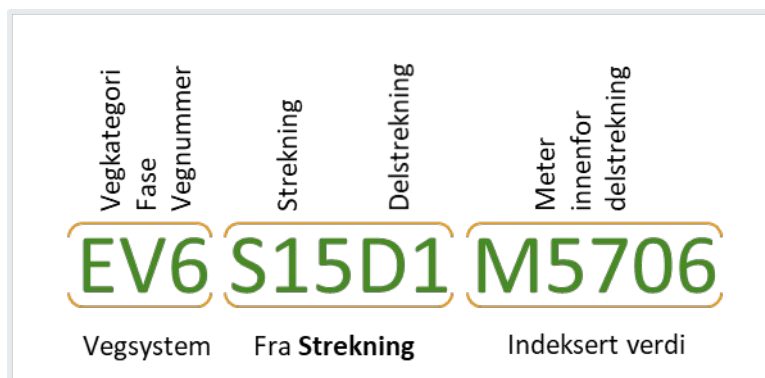 Vegkategori
Fase
Vegnummer
Strekning
Delstrekning
Meter
innenfor
delstrekning
EV6 S15D1 M5706
Vegsystem Fra Strekning Indeksert verdi